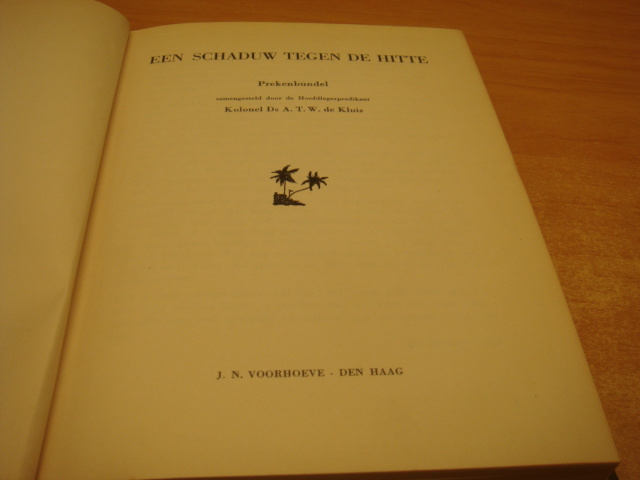 EEN SCHADUW TEGEN DE HITTE
Prekenbundel
samengesteld door de Hoofdlegerpredikant
Kolonel Ds A. T. W. de Kluis
J. N. VOORHOEVE - DEN HAAG